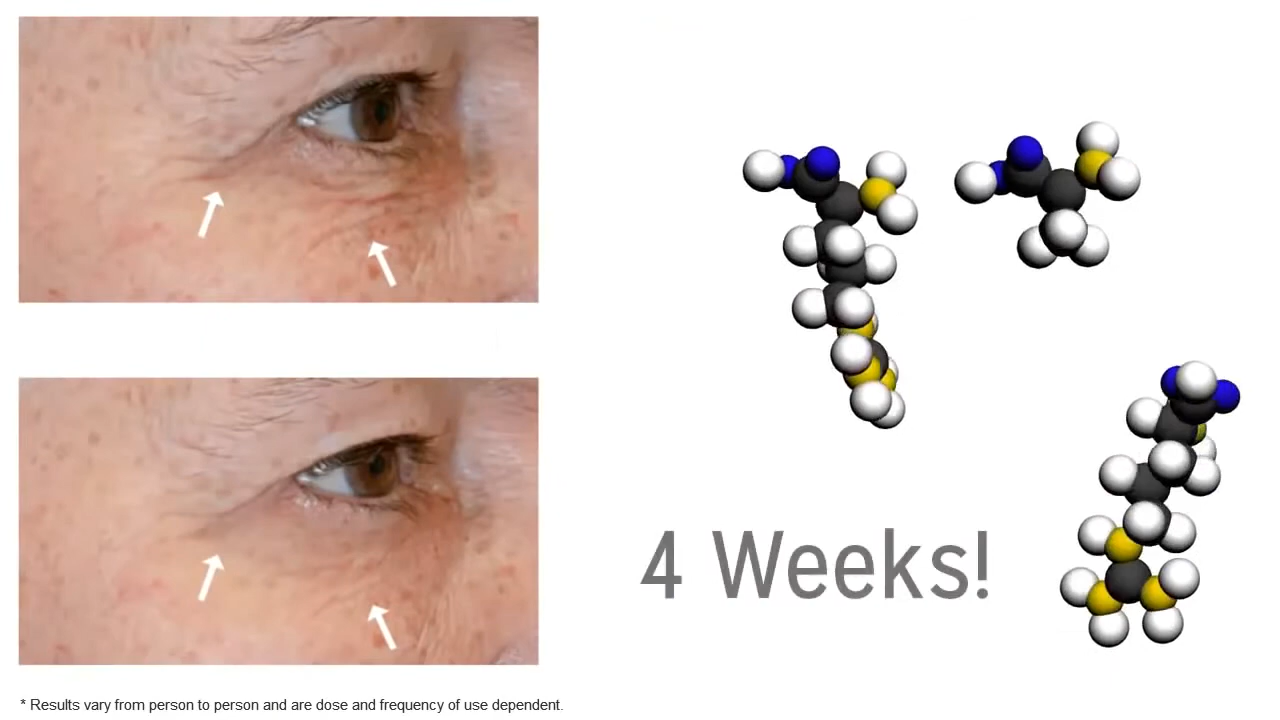 4 Weeks!
* Results vary from person to person and are dose and frequency of use dependent.